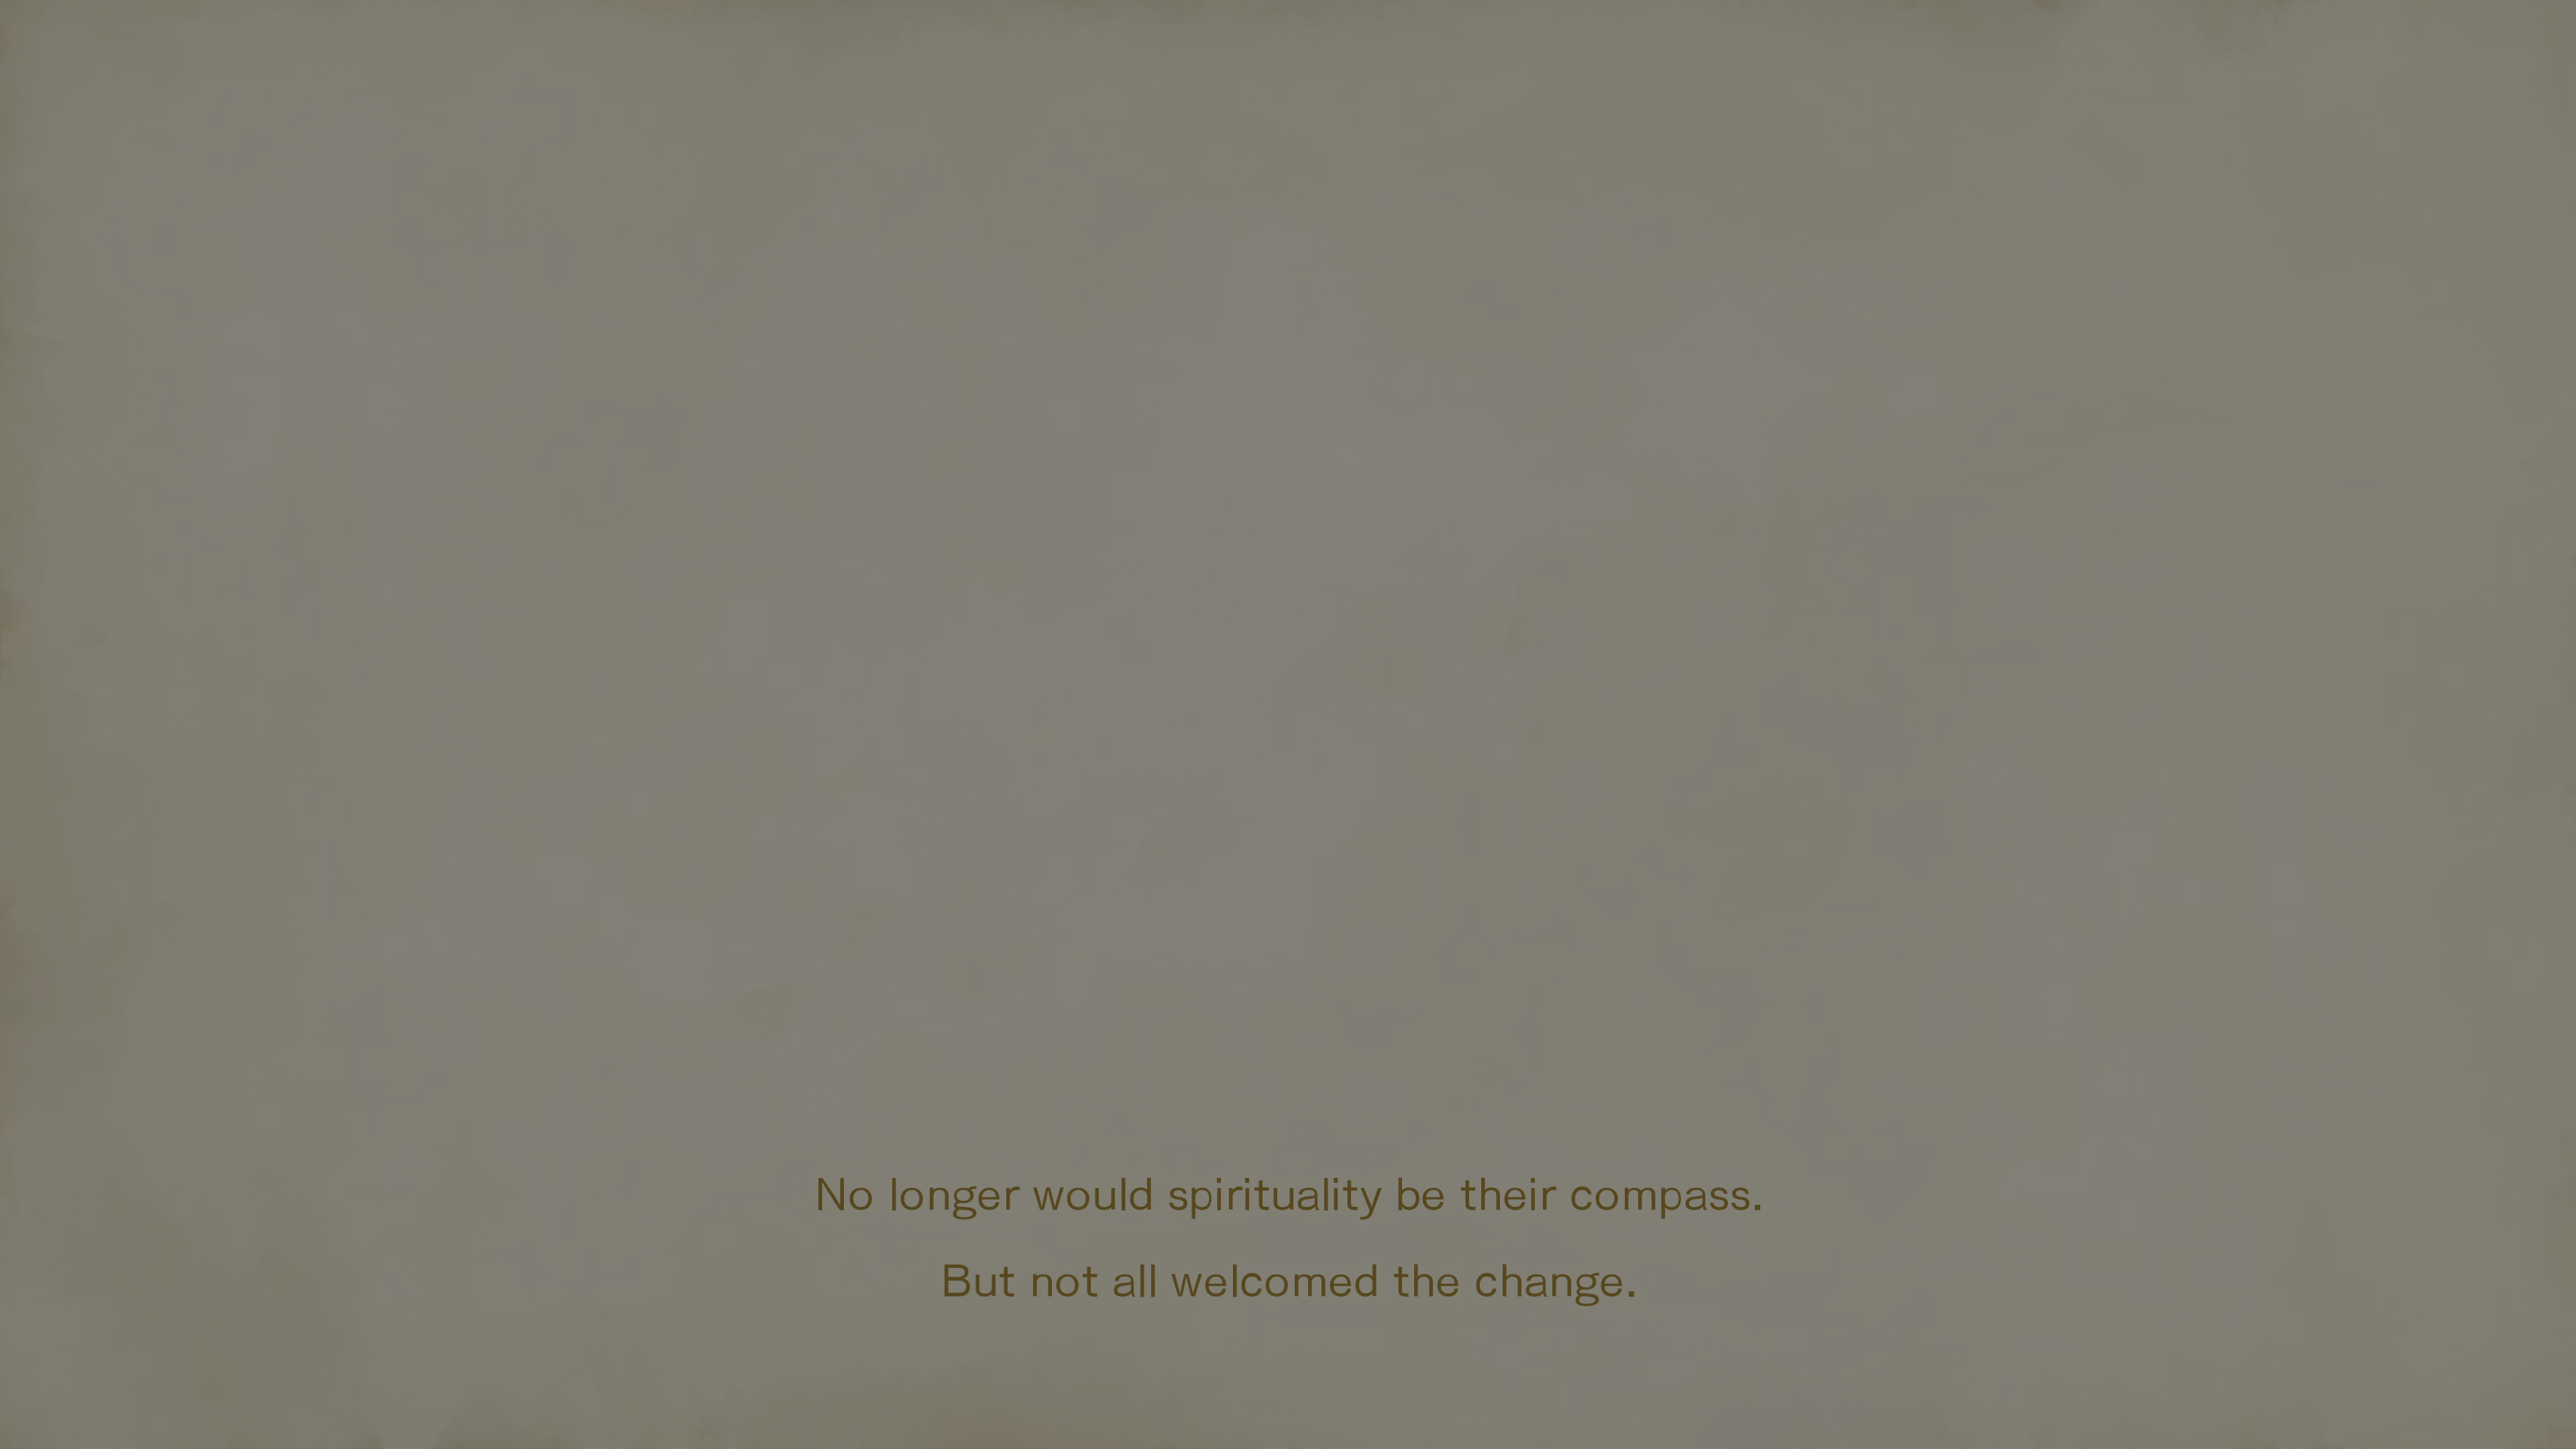 No longer would spirituality be their compass.
But not all welcomed the change.